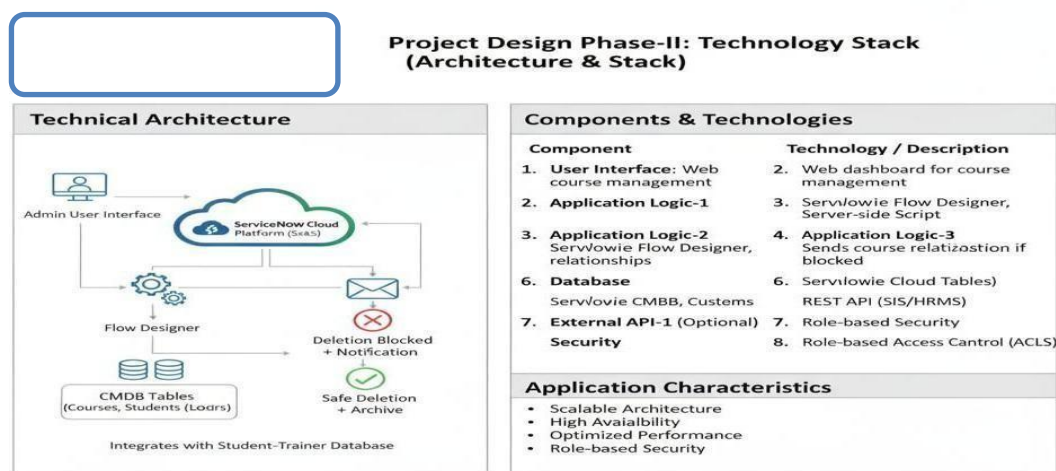 Project Design Phase-II: Technology Stack
(Architecture & Stack)
Technical Architecture
Admin User Interface
ServiceNow Cloud
Platform (SaaS)
Flow Designer
Deletion Blocked
+ Notification
CMDB Tables
(Courses, Students (Loars)
Safe Deletion
+ Archive
Integrates with Student-Trainer Database
Components & Technologies
Component
Technology / Description
1. User Interface: Web
course management
2. Web dashboard for course
management
2. Application Logic-1
3. Servvlowie Flow Designer,
Server-side Script
3. Application Logic-2
Servvlowie Flow Designer,
relationships
4. Application Logic-3
Sends course relatizastion if
blocked
6. Database
6. Servvlowie Cloud Tables)
Servvlovie CMBB, Customs
REST API (SIS/HRMS)
7. External API-1 (Optional)
7. Role-based Security
Security
8. Role-based Access Cantrol (ACLS)
Application Characteristics
• Scalable Architecture
• High Avaialbility
• Optimized Performance
• Role-based Security